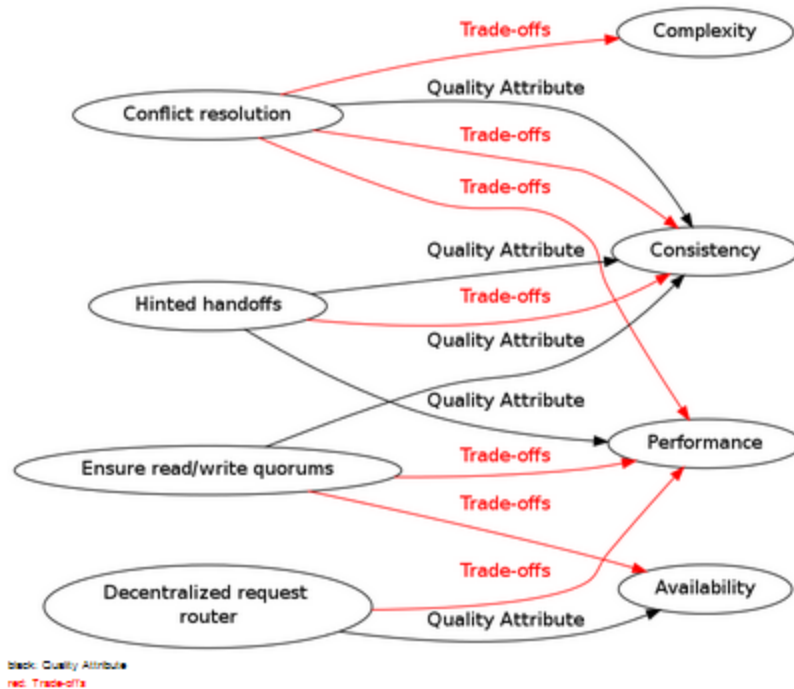 Trade-offs
Complexity
Quality Attribute
Conflict resolution
Trade-offs
Trade-offs
Quality Attribute
Consistency
Trade-offs
Hinted handoffs
Quality Attribute
Quality Attribute
Performance
Trade-offs
Ensure read/write quorums
Trade-offs
Trade-offs
Availability
Decentralized request
router
Quality Attribute
black: Quality Attribute
red: Trade-offs